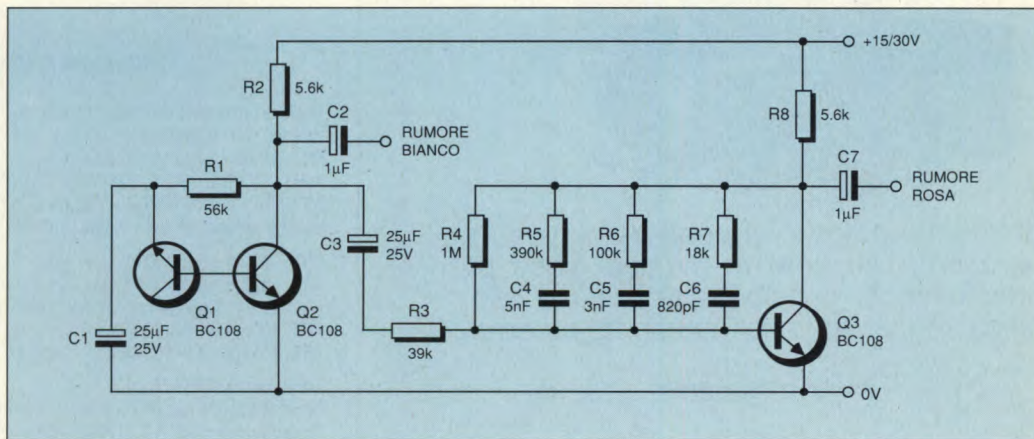 +15/30V
R2
5.6k
R8
5.6k
C2
1µF
RUMORE
BIANCO
C7
1µF
RUMORE
ROSA
R1
56k
C3
25µF
25V
R4
1M
R5
390k
R6
100k
R7
18k
C4
5nF
C5
3nF
C6
820pF
Q1
BC108
Q2
BC108
Q3
BC108
C1
25µF
25V
R3
39k
0V